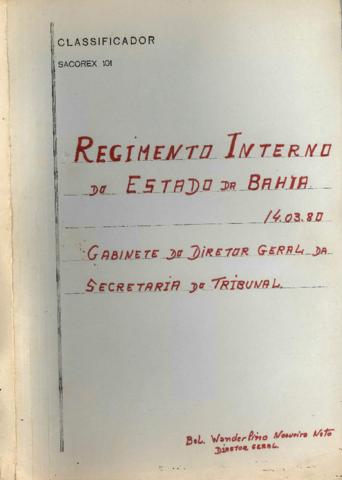 CLASSIFICADOR
SACOREX 101
REGIMENTO INTERNO
DO ESTADO DA BAHIA
14.03.80
GABINETE DO DIRETOR GERAL DA
SECRETARIA DO TRIBUNAL.
Bel. Wanderlino Nogueira Neto
DIRETOR GERAL.